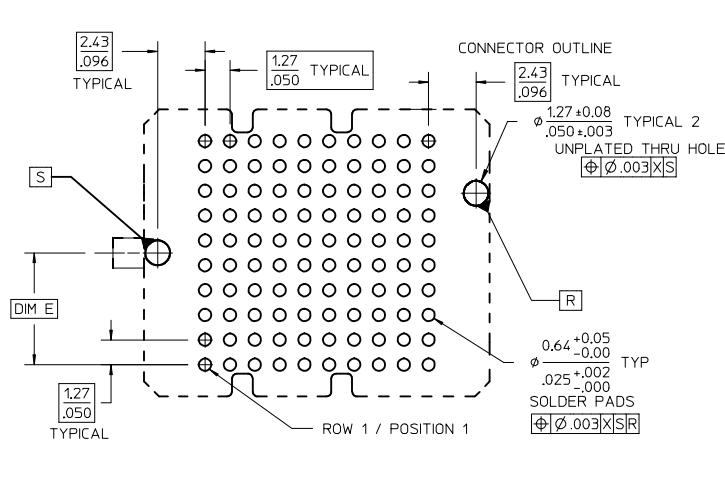 2.43
.096
TYPICAL
1.27
.050
TYPICAL
CONNECTOR OUTLINE
2.43
.096
TYPICAL
⌀ 1.27 ±0.08
.050 ±.003
TYPICAL 2
UNPLATED THRU HOLE
⌖ ⌀.003 X S
S
DIM E
R
⌀ 0.64 +0.05 -0.00
.025 +.002 -.000
TYP
SOLDER PADS
⌖ ⌀.003 X S R
1.27
.050
TYPICAL
ROW 1 / POSITION 1